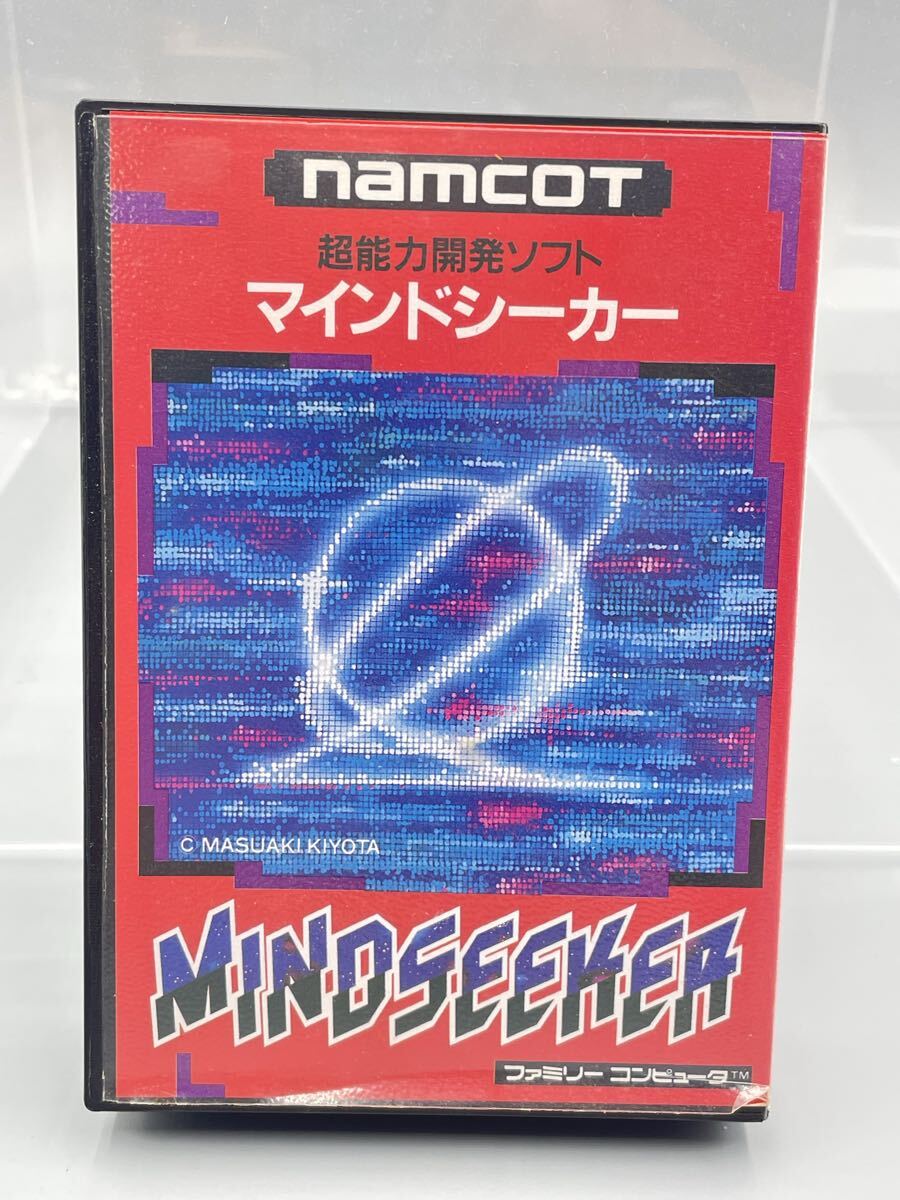 namcoT
超能力開発ソフト
マインドシーカー
C MASUAKI.KIYOTA
MINDSEEKER
ファミリー コンピュータ™